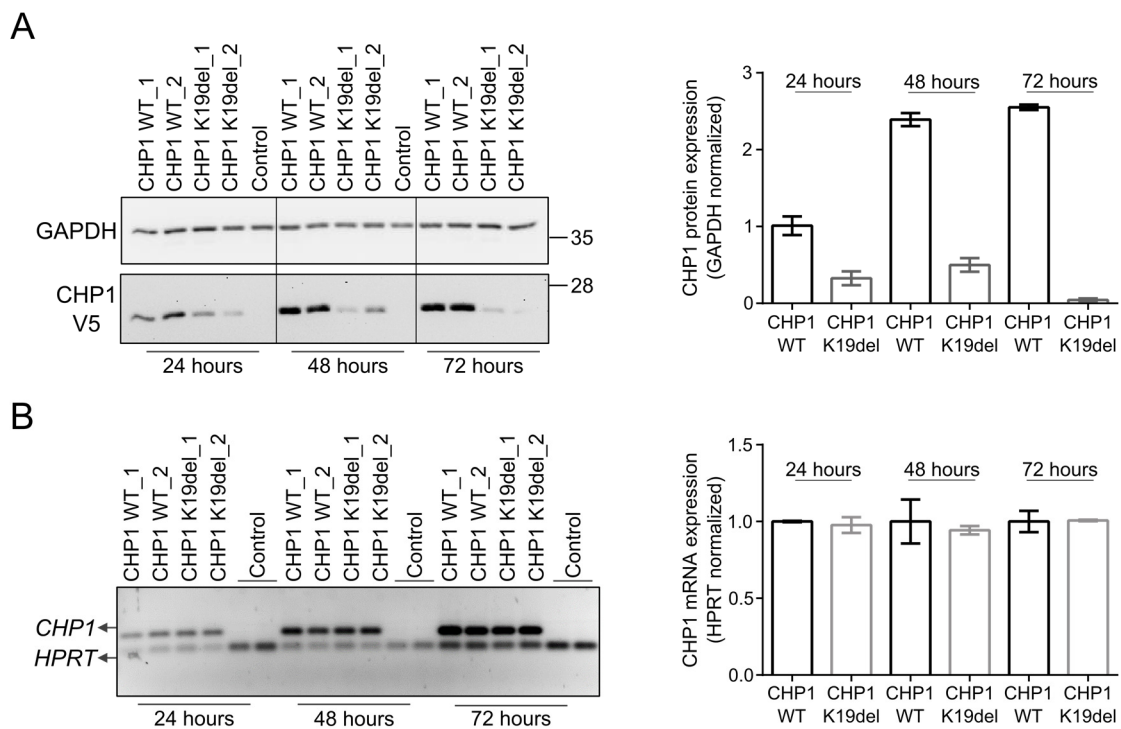 A
CHP1 WT_1
CHP1 WT_2
CHP1 K19del_1
CHP1 K19del_2
Control
CHP1 WT_1
CHP1 WT_2
CHP1 K19del_1
CHP1 K19del_2
Control
CHP1 WT_1
CHP1 WT_2
CHP1 K19del_1
CHP1 K19del_2
GAPDH
35
28
CHP1
V5
24 hours
48 hours
72 hours
CHP1 protein expression
(GAPDH normalized)
3
2
1
0
24 hours
48 hours
72 hours
CHP1
WT
CHP1
K19del
CHP1
WT
CHP1
K19del
CHP1
WT
CHP1
K19del
B
CHP1 WT_1
CHP1 WT_2
CHP1 K19del_1
CHP1 K19del_2
Control
CHP1 WT_1
CHP1 WT_2
CHP1 K19del_1
CHP1 K19del_2
Control
CHP1 WT_1
CHP1 WT_2
CHP1 K19del_1
CHP1 K19del_2
Control
CHP1
HPRT
24 hours
48 hours
72 hours
CHP1 mRNA expression
(HPRT normalized)
1.5
1.0
0.5
0.0
24 hours
48 hours
72 hours
CHP1
WT
CHP1
K19del
CHP1
WT
CHP1
K19del
CHP1
WT
CHP1
K19del